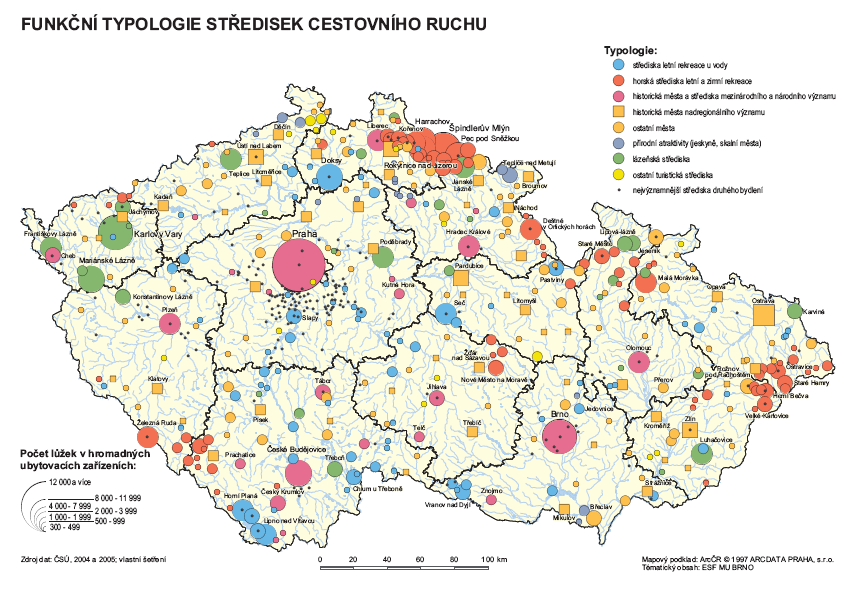 FUNKČNÍ TYPOLOGIE STŘEDISEK CESTOVNÍHO RUCHU
Typologie:
střediska letní rekreace u vody
horská střediska letní a zimní rekreace
historická města a střediska mezinárodního a národního významu
historická města nadregionálního významu
ostatní města
přírodní atraktivity (jeskyně, skalní města)
lázeňská střediska
ostatní turistická střediska
nejvýznamnější střediska druhého bydlení
Děčín
Liberec
Harrachov
Kořenov
Špindlerův Mlýn
Pec pod Sněžkou
Ústí nad Labem
Teplice
Litoměřice
Doksy
Rokytnice nad Jizerou
Teplice nad Metují
Janské
Lázně
Broumov
Kadaň
Jáchymov
Náchod
Deštné
v Orlických horách
Františkovy Lázně
Karlovy Vary
Praha
Hradec Králové
Lipová-lázně
Cheb
Poděbrady
Staré Město
Jeseník
Mariánské Lázně
Pardubice
Pastviny
Malá Morávka
Konstantinovy Lázně
Kutná Hora
Opava
Plzeň
Slapy
Seč
Litomyšl
Ostrava
Karviná
Olomouc
Žďár
nad Sázavou
Nové Město na Moravě
Rožnov
pod Radhoštěm
Ostravice
Staré Hamry
Klatovy
Tábor
Jihlava
Přerov
Horní Bečva
Velké Karlovice
Železná Ruda
Písek
Telč
Třebíč
Brno
Jedovnice
Kroměříž
Zlín
Luhačovice
Prachatice
České Budějovice
Třeboň
Chlum u Třeboně
Strážnice
Horní Planá
Český Krumlov
Lipno nad Vltavou
Vranov nad Dyjí
Znojmo
Mikulov
Břeclav
Počet lůžek v hromadných
ubytovacích zařízeních:
12 000 a více
8 000 - 11 999
4 000 - 7 999
2 000 - 3 999
1 000 - 1 999
500 - 999
300 - 499
Zdroj dat: ČSÚ, 2004 a 2005; vlastní šetření
0 20 40 60 80 100 km
Mapový podklad: ArcČR © 1997 ARCDATA PRAHA, s.r.o.
Tématický obsah: ESF MU BRNO